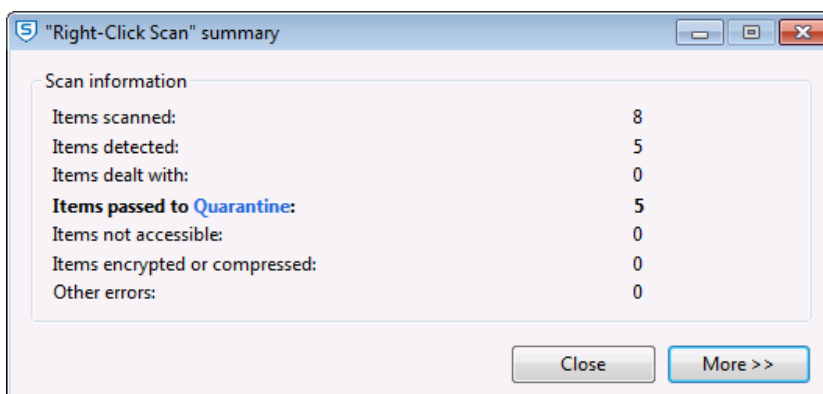 "Right-Click Scan" summary
Scan information
Items scanned: 8
Items detected: 5
Items dealt with: 0
Items passed to Quarantine: 5
Items not accessible: 0
Items encrypted or compressed: 0
Other errors: 0
Close More >>